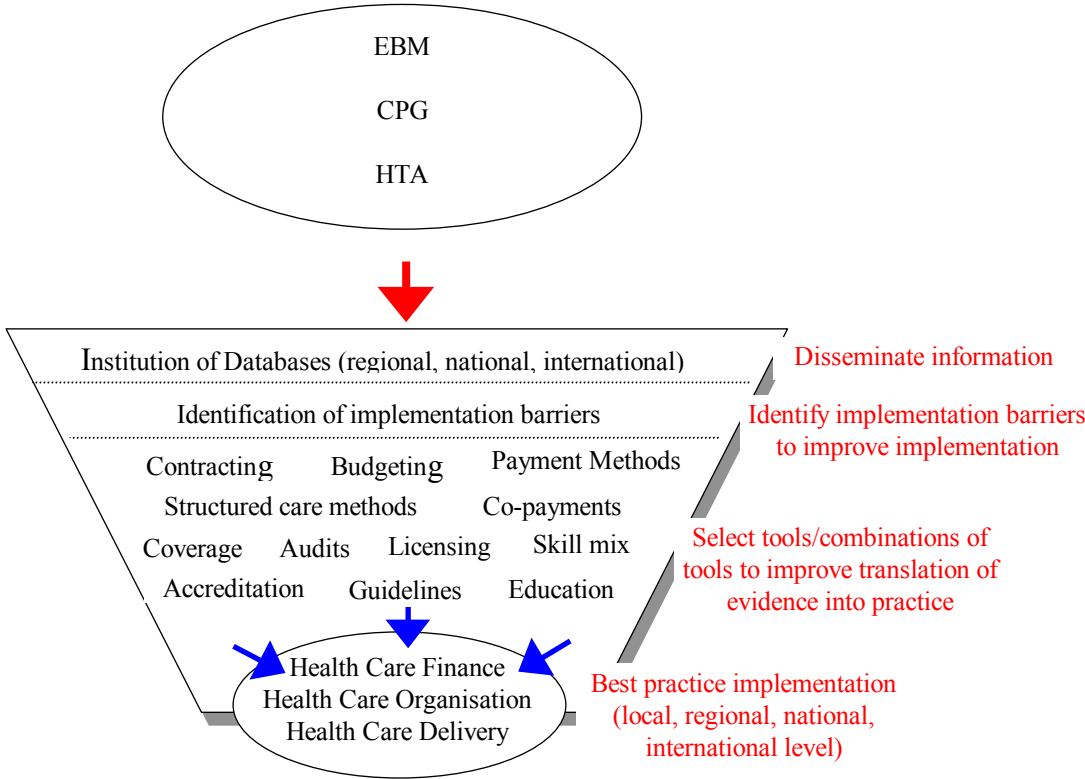 EBM
CPG
HTA
Institution of Databases (regional, national, international)
Disseminate information
Identification of implementation barriers
Identify implementation barriers
to improve implementation
Contracting Budgeting Payment Methods
Structured care methods Co-payments
Coverage Audits Licensing Skill mix
Accreditation Guidelines Education
Select tools/combinations of
tools to improve translation of
evidence into practice
Health Care Finance
Health Care Organisation
Health Care Delivery
Best practice implementation
(local, regional, national,
international level)